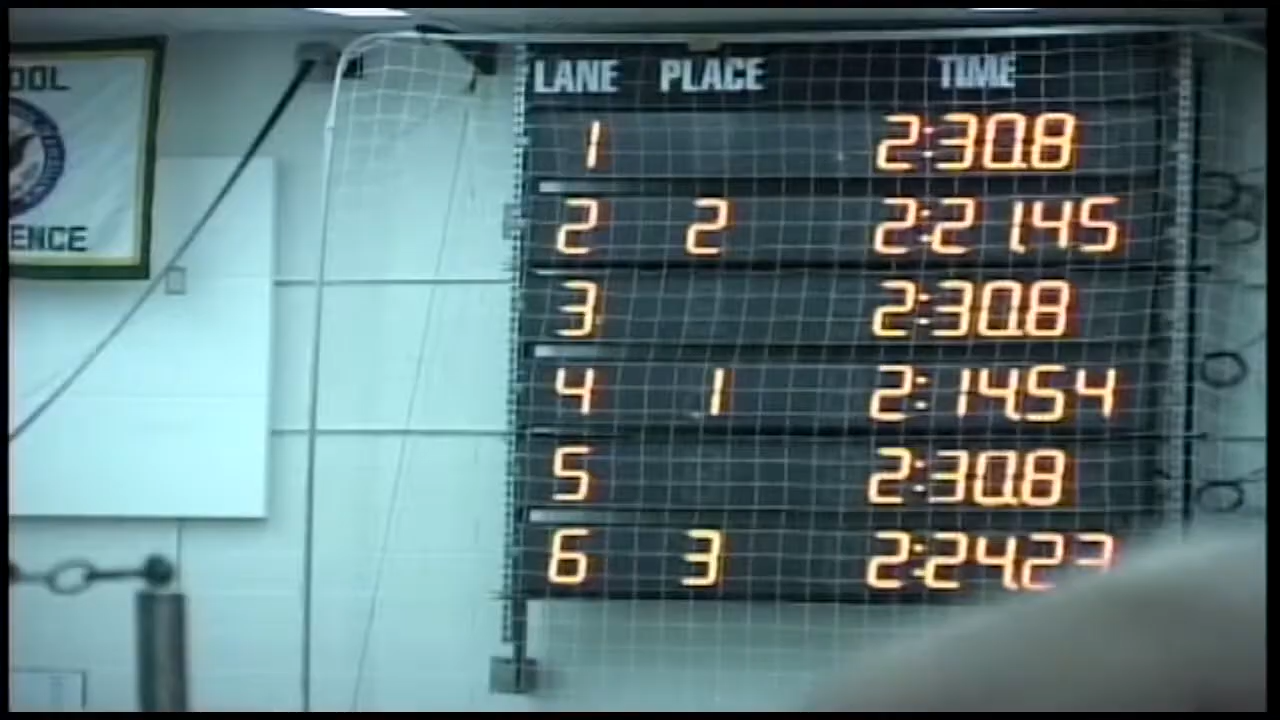 OOL
ENCE
LANE PLACE TIME
1 2:30.8
2 2 2:21.45
3 2:30.8
4 1 2:14.54
5 2:30.8
6 3 2:24.23